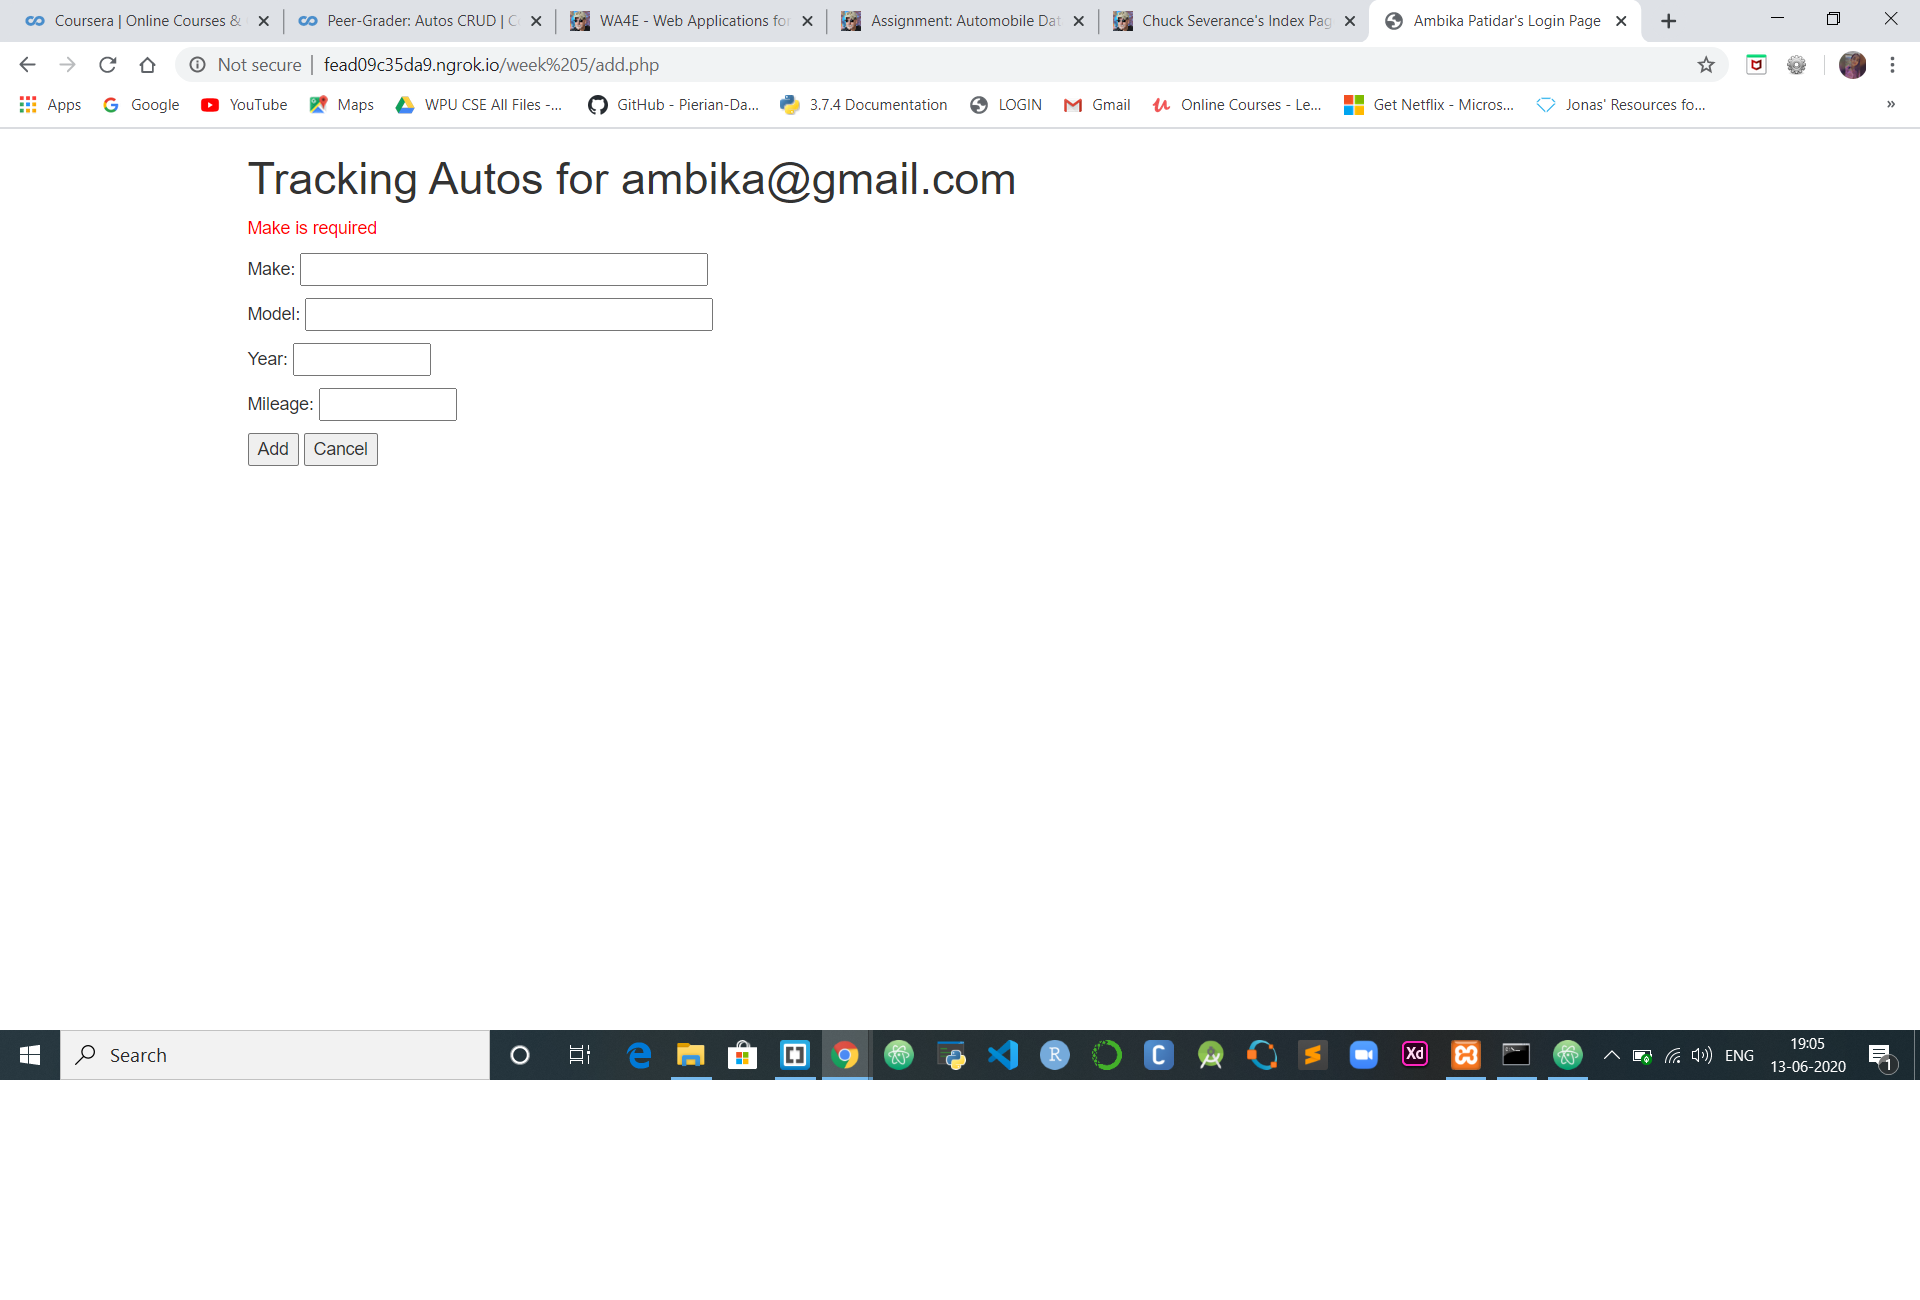 Coursera | Online Courses &
Peer-Grader: Autos CRUD |
WA4E - Web Applications for
Assignment: Automobile Dat
Chuck Severance's Index Pag
Ambika Patidar's Login Page
Not secure | fead09c35da9.ngrok.io/week%205/add.php
Apps
Google
YouTube
Maps
WPU CSE All Files -...
GitHub - Pierian-Da...
3.7.4 Documentation
LOGIN
Gmail
Online Courses - Le...
Get Netflix - Micros...
Jonas' Resources fo...
»
Tracking Autos for ambika@gmail.com
Make is required
Make:
Model:
Year:
Mileage:
Add Cancel
Search
R
C
Xd
ENG
19:05
13-06-2020
1